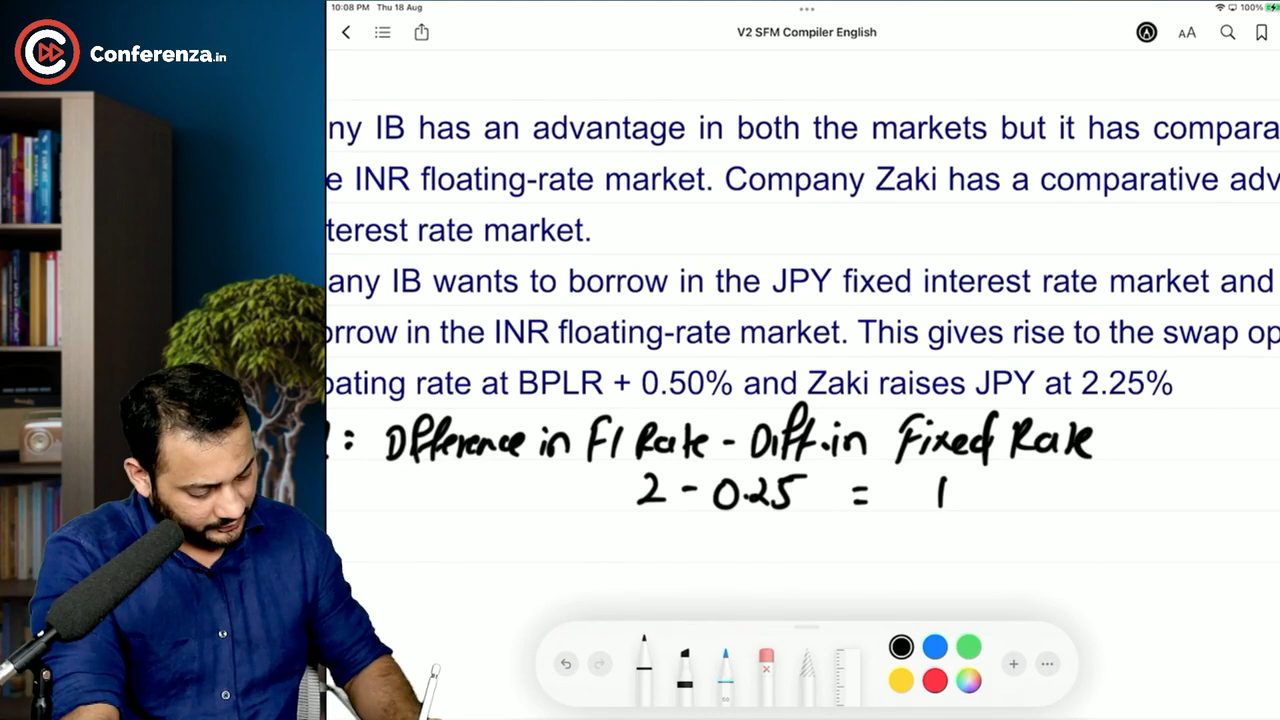 10:08 PM Thu 18 Aug
100%
Conferenza.in
V2 SFM Compiler English
AA
ny IB has an advantage in both the markets but it has compara
e INR floating-rate market. Company Zaki has a comparative adv
terest rate market.
any IB wants to borrow in the JPY fixed interest rate market and
orrow in the INR floating-rate market. This gives rise to the swap op
oating rate at BPLR + 0.50% and Zaki raises JPY at 2.25%
: Difference in Fl Rate - Diff. in Fixed Rate
2 - 0.25 = 1